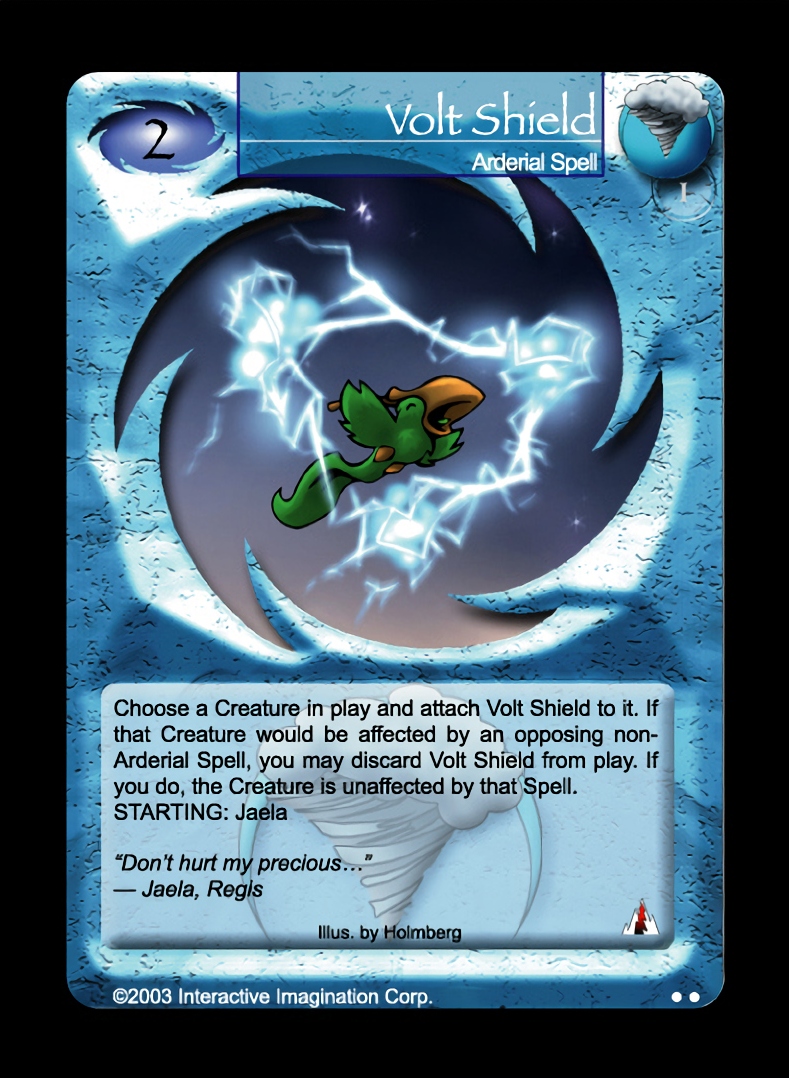 2
Volt Shield
Arderial Spell
1
Choose a Creature in play and attach Volt Shield to it. If
that Creature would be affected by an opposing non-
Arderial Spell, you may discard Volt Shield from play. If
you do, the Creature is unaffected by that Spell.
STARTING: Jaela
“Don't hurt my precious…”
— Jaela, Regis
Illus. by Holmberg
©2003 Interactive Imagination Corp.